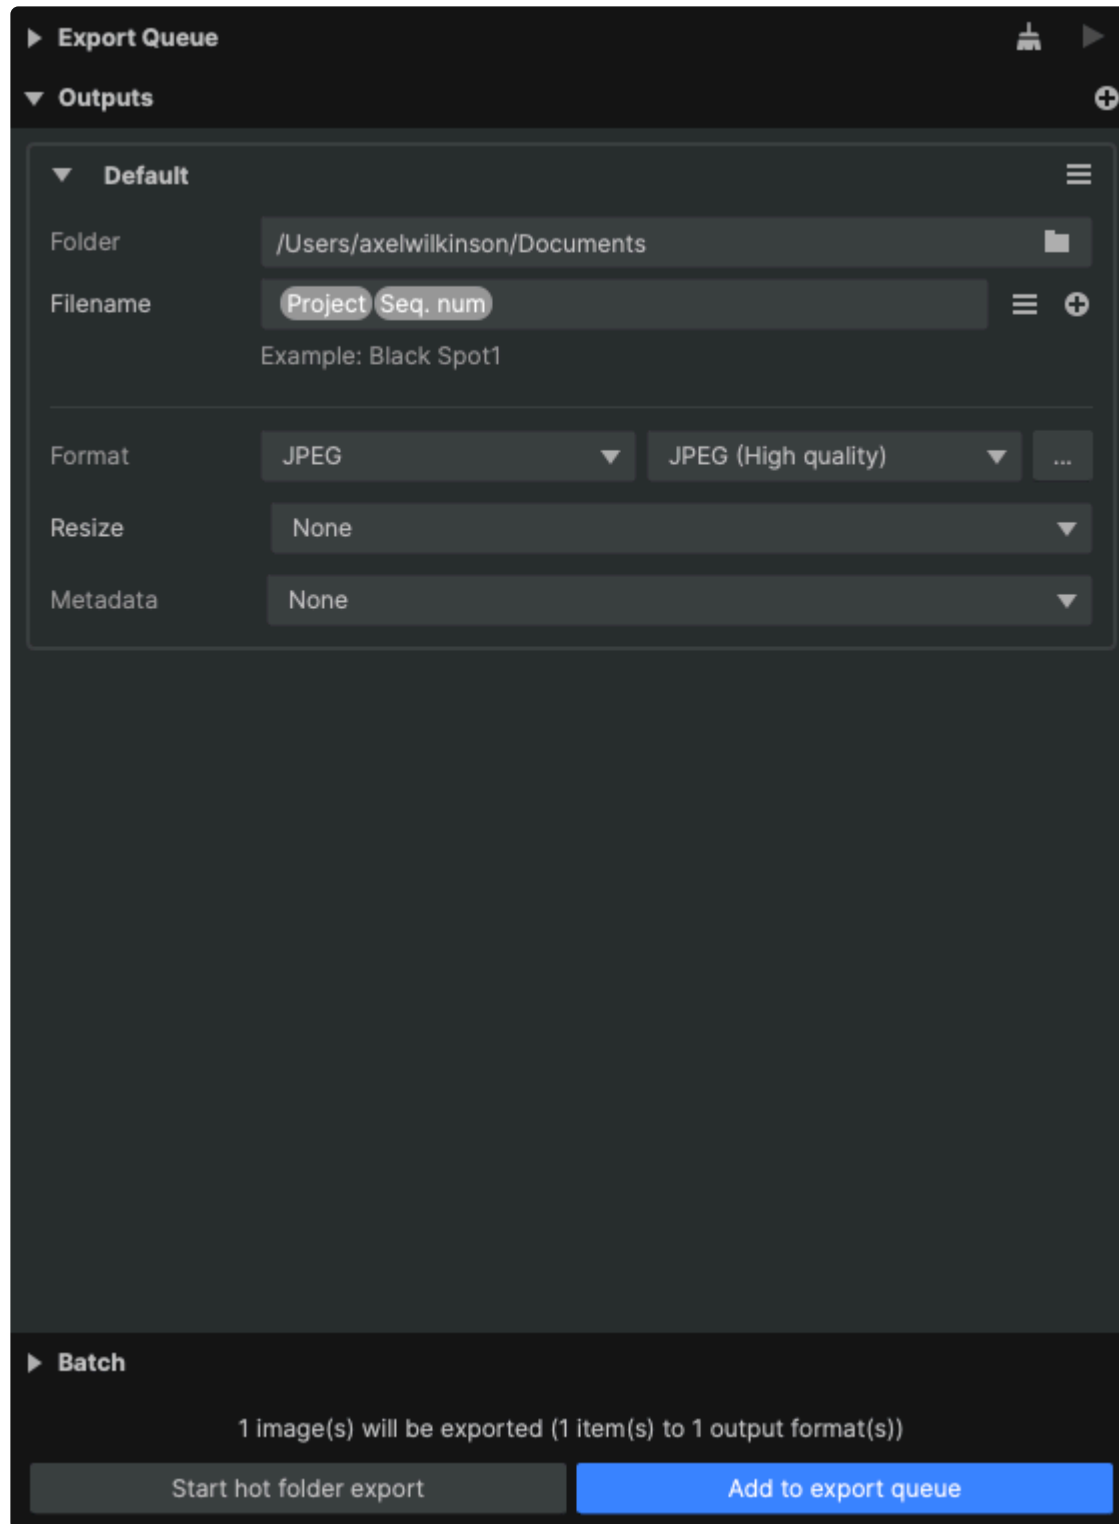 Export Queue
Outputs
Default
Folder /Users/axelwilkinson/Documents
Filename Project Seq. num
Example: Black Spot1
Format JPEG JPEG (High quality) ...
Resize None
Metadata None
Batch
1 image(s) will be exported (1 item(s) to 1 output format(s))
Start hot folder export Add to export queue